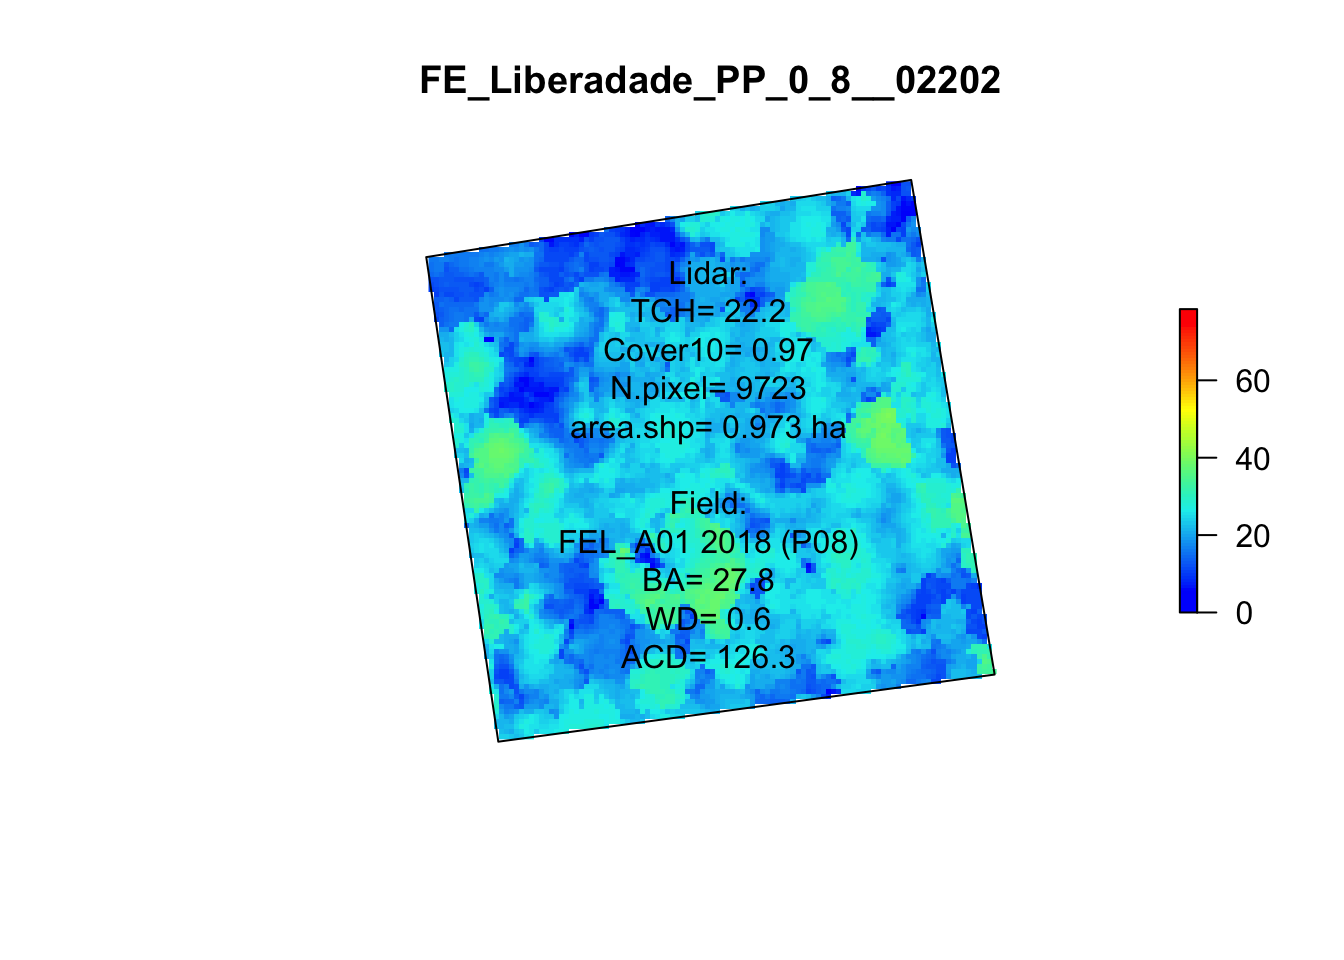 FE_Liberadade_PP_0_8__02202
Lidar:
TCH= 22.2
Cover10= 0.97
N.pixel= 9723
area.shp= 0.973 ha
Field:
FEL_A01 2018 (P08)
BA= 27.8
WD= 0.6
ACD= 126.3
60
40
20
0